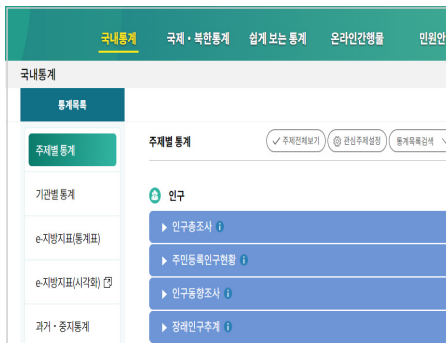 국내통계 국제・북한통계 쉽게 보는 통계 온라인간행물 민원안
국내통계
통계목록
주제별 통계
기관별 통계
e-지방지표(통계표)
e-지방지표(시각화)
과거・중지통계
주제별 통계 주제전체보기 관심주제설정 통계목록검색
인구
인구총조사
주민등록인구현황
인구동향조사
장래인구추계